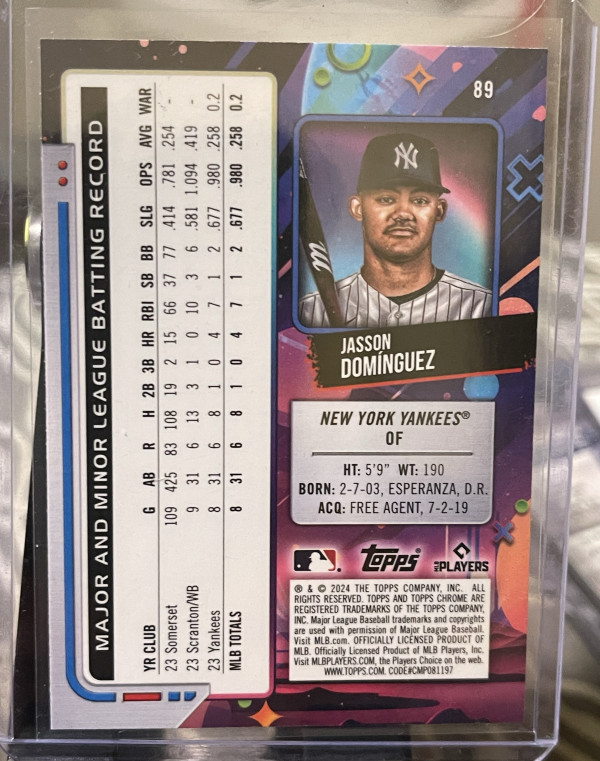 89
NY
M
JASSON
DOMÍNGUEZ
NEW YORK YANKEES®
OF
HT: 5'9" WT: 190
BORN: 2-7-03, ESPERANZA, D.R.
ACQ: FREE AGENT, 7-2-19
topps MLB PLAYERS
® & © 2024 THE TOPPS COMPANY, INC. ALL
RIGHTS RESERVED. TOPPS AND TOPPS CHROME ARE
REGISTERED TRADEMARKS OF THE TOPPS COMPANY,
INC. Major League Baseball trademarks and copyrights
are used with permission of Major League Baseball.
Visit MLB.com. OFFICIALLY LICENSED PRODUCT OF
MLB. Officially Licensed Product of MLB Players, Inc.
Visit MLBPLAYERS.COM, the Players Choice on the web.
WWW.TOPPS.COM. CODE#CMP081197
MAJOR AND MINOR LEAGUE BATTING RECORD
YR CLUB G AB R H 2B 3B HR RBI SB BB SLG OPS AVG WAR
23 Somerset 109 425 83 108 19 2 15 66 37 77 .414 .781 .254 -
23 Scranton/WB 9 31 6 13 3 1 0 10 3 6 .581 1.094 .419 -
23 Yankees 8 31 6 8 1 0 4 7 1 2 .677 .980 .258 0.2
MLB TOTALS 8 31 6 8 1 0 4 7 1 2 .677 .980 .258 0.2